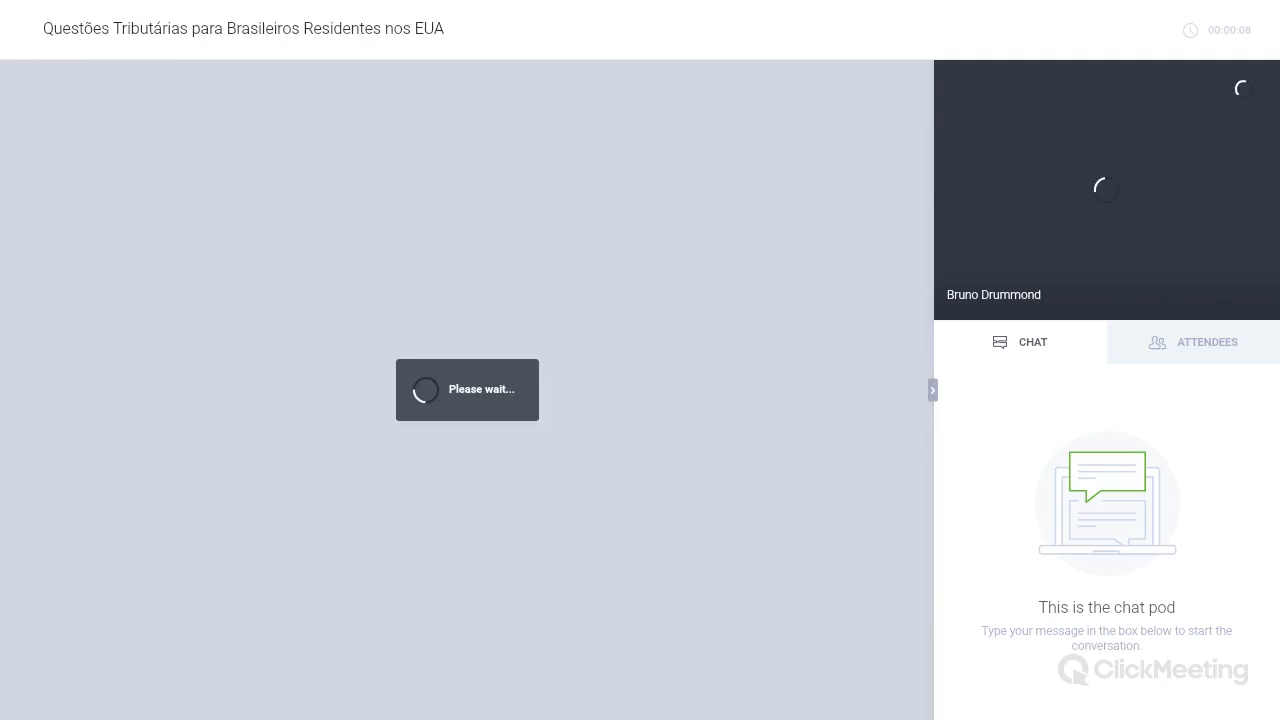 Questões Tributárias para Brasileiros Residentes nos EUA
00:00:08
Bruno Drummond
CHAT
ATTENDEES
Please wait...
This is the chat pod
Type your message in the box below to start the
conversation.
ClickMeeting